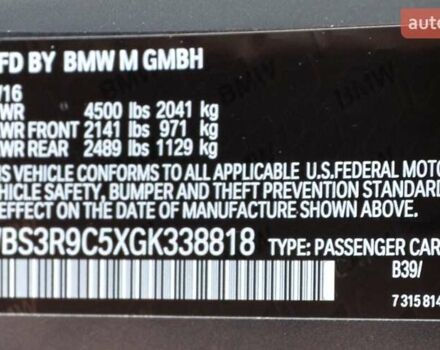 auto
FD BY BMW M GMBH
/16
WR 4500 lbs 2041 kg
WR FRONT 2141 lbs 971 kg
WR REAR 2489 lbs 1129 kg
IS VEHICLE CONFORMS TO ALL APPLICABLE U.S.FEDERAL MOTO
EHICLE SAFETY, BUMPER AND THEFT PREVENTION STANDARD
EFFECT ON THE DATE OF MANUFACTURE SHOWN ABOVE.
BS3R9C5XGK338818 TYPE: PASSENGER CAR
B39/
7 315 814